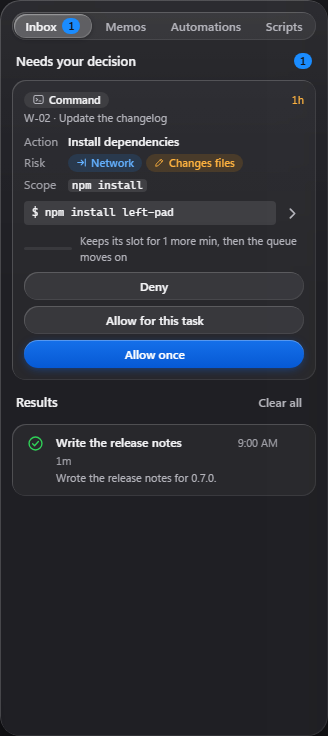 Inbox 1 Memos Automations Scripts
Needs your decision 1
Command 1h
W-02 · Update the changelog
Action Install dependencies
Risk Network Changes files
Scope npm install
$ npm install left-pad
Keeps its slot for 1 more min, then the queue
moves on
Deny
Allow for this task
Allow once
Results Clear all
Write the release notes 9:00 AM
1m
Wrote the release notes for 0.7.0.